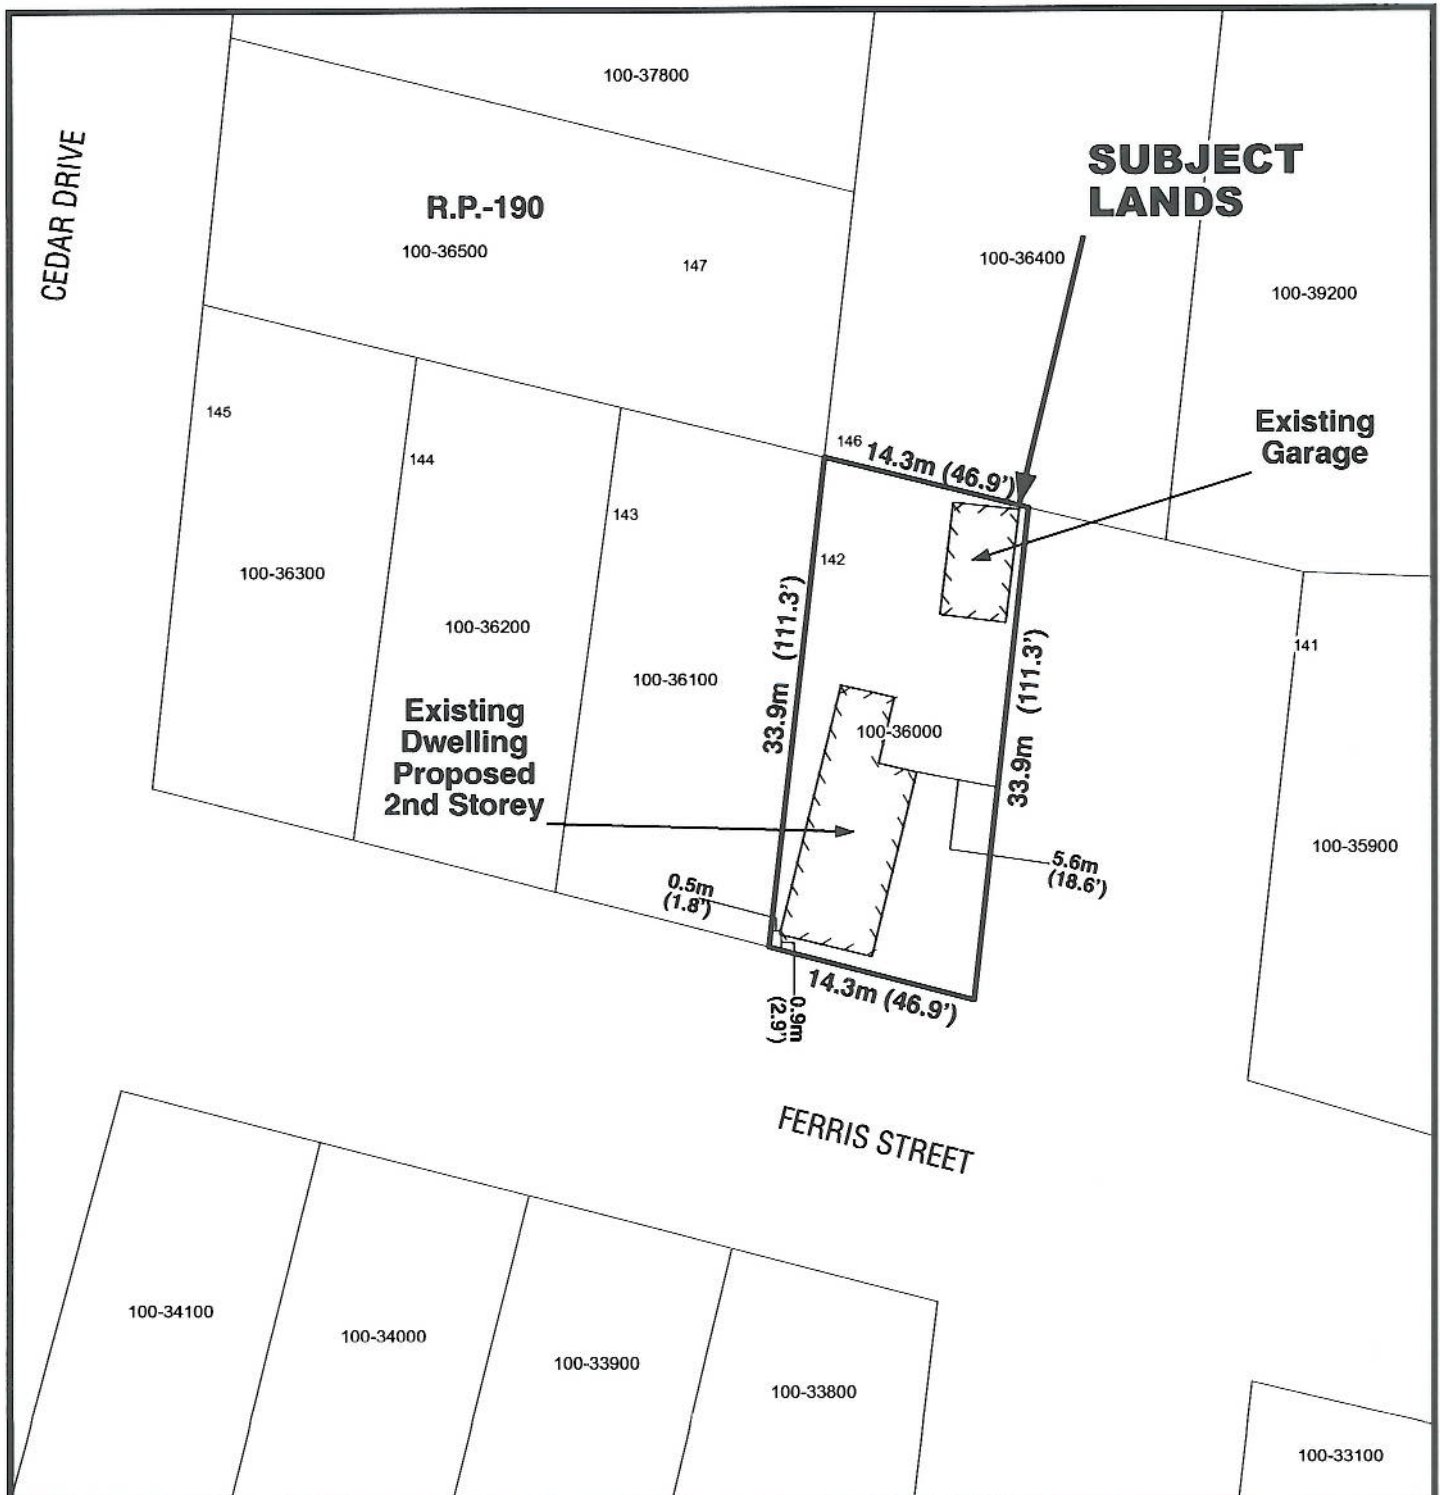 100-37800
CEDAR DRIVE
SUBJECT
LANDS
R.P.-190
100-36500
147
100-36400
100-39200
145
144
143
146
14.3m (46.9')
Existing
Garage
142
100-36300
100-36200
100-36100
33.9m (111.3')
33.9m (111.3')
141
Existing
Dwelling
Proposed
2nd Storey
100-36000
100-35900
5.6m
(18.6')
0.5m
(1.8')
0.9m
(2.9')
14.3m (46.9')
FERRIS STREET
100-34100
100-34000
100-33900
100-33800
100-33100